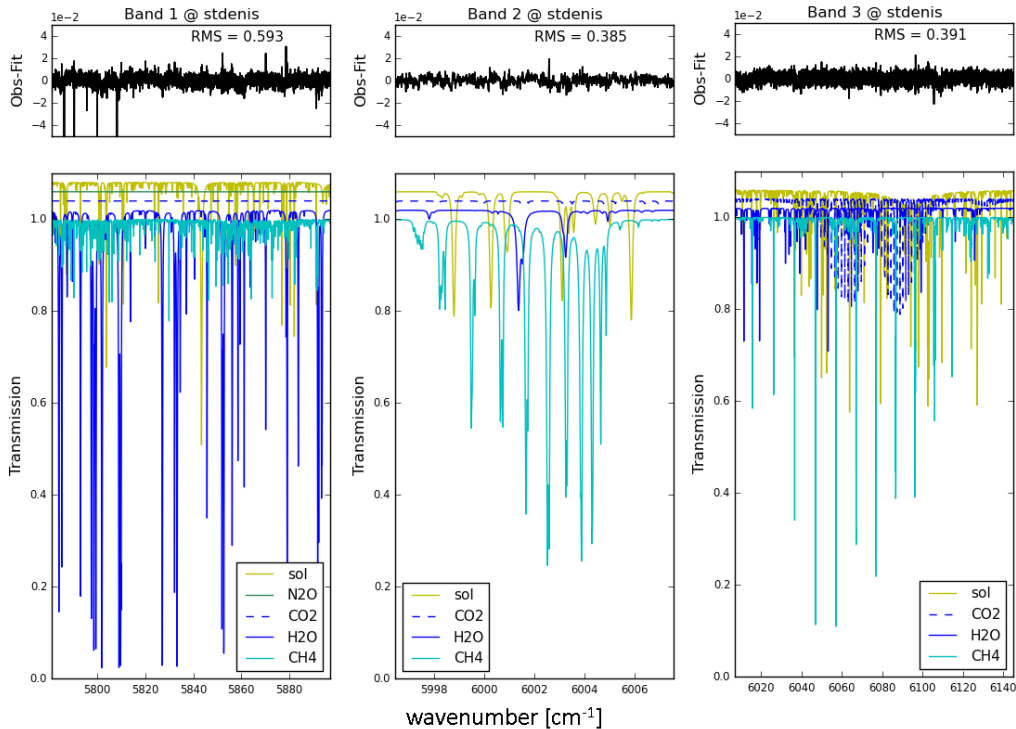 Band 1 @ stdenis
Band 2 @ stdenis
Band 3 @ stdenis
1e−2
RMS = 0.593
Obs-Fit
4
2
0
−2
−4
1e−2
RMS = 0.385
Obs-Fit
4
2
0
−2
−4
1e−2
RMS = 0.391
Obs-Fit
4
2
0
−2
−4
Transmission
1.0
0.8
0.6
0.4
0.2
0.0
sol
N2O
CO2
H2O
CH4
5800 5820 5840 5860 5880
Transmission
1.0
0.8
0.6
0.4
0.2
0.0
sol
CO2
H2O
CH4
5998 6000 6002 6004 6006
Transmission
1.0
0.8
0.6
0.4
0.2
0.0
sol
CO2
H2O
CH4
6020 6040 6060 6080 6100 6120 6140
wavenumber [cm⁻¹]